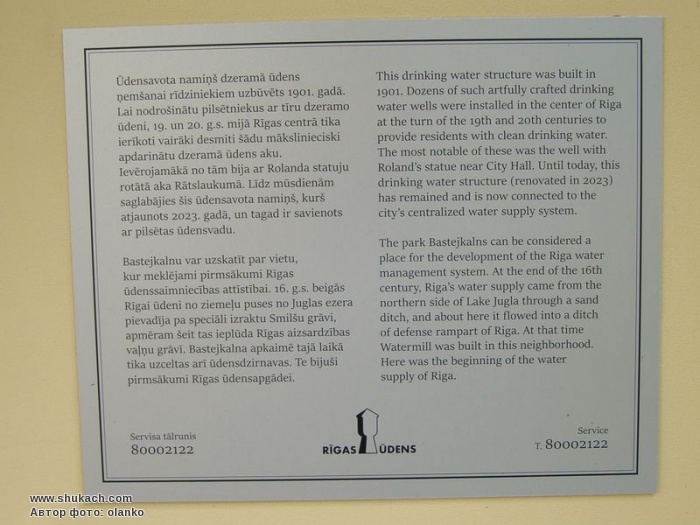 Ūdensavota namiņš dzeramā ūdens
ņemšanai rīdziniekiem uzbūvēts 1901. gadā.
Lai nodrošinātu pilsētniekus ar tīru dzeramo
ūdeni, 19. un 20. g.s. mijā Rīgas centrā tika
ierīkoti vairāki desmiti šādu mākslinieciski
apdarinātu dzeramā ūdens aku.
Ievērojamākā no tām bija ar Rolanda statuju
rotātā aka Rātslaukumā. Līdz mūsdienām
saglabājies šis ūdensavota namiņš, kurš
atjaunots 2023. gadā, un tagad ir savienots
ar pilsētas ūdensvadu.

Bastejkalnu var uzskatīt par vietu,
kur meklējami pirmsākumi Rīgas
ūdenssaimniecības attīstībai. 16. g.s. beigās
Rīgai ūdeni no ziemeļu puses no Juglas ezera
pievadīja pa speciāli izraktu Smilšu grāvi,
apmēram šeit tas ieplūda Rīgas aizsardzības
vaļņu grāvī. Bastejkalna apkaimē tajā laikā
tika uzceltas arī ūdensdzirnavas. Te bijuši
pirmsākumi Rīgas ūdensapgādei.

Servisa tālrunis
80002122

This drinking water structure was built in
1901. Dozens of such artfully crafted drinking
water wells were installed in the center of Riga
at the turn of the 19th and 20th centuries to
provide residents with clean drinking water.
The most notable of these was the well with
Roland's statue near City Hall. Until today, this
drinking water structure (renovated in 2023)
has remained and is now connected to the
city's centralized water supply system.

The park Bastejkalns can be considered a
place for the development of the Riga water
management system. At the end of the 16th
century, Riga's water supply came from the
northern side of Lake Jugla through a sand
ditch, and about here it flowed into a ditch
of defense rampart of Riga. At that time
Watermill was built in this neighborhood.
Here was the beginning of the water
supply of Riga.

RĪGAS ŪDENS

Service
T. 80002122

www.shukach.com
Автор фото: olanko